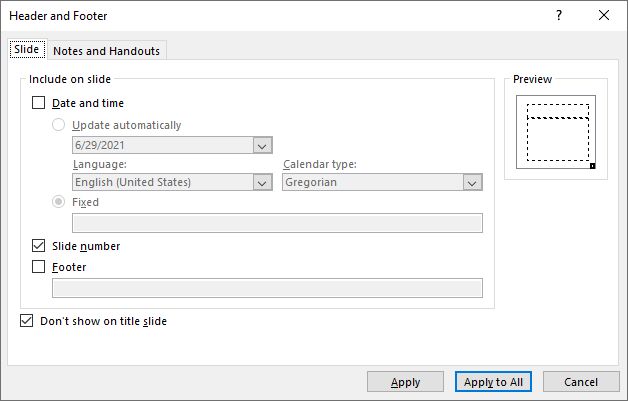 Header and Footer ?
Slide Notes and Handouts
Include on slide
Preview
Date and time
Update automatically
6/29/2021
Language: Calendar type:
English (United States) Gregorian
Fixed
Slide number
Footer
Don't show on title slide
Apply Apply to All Cancel